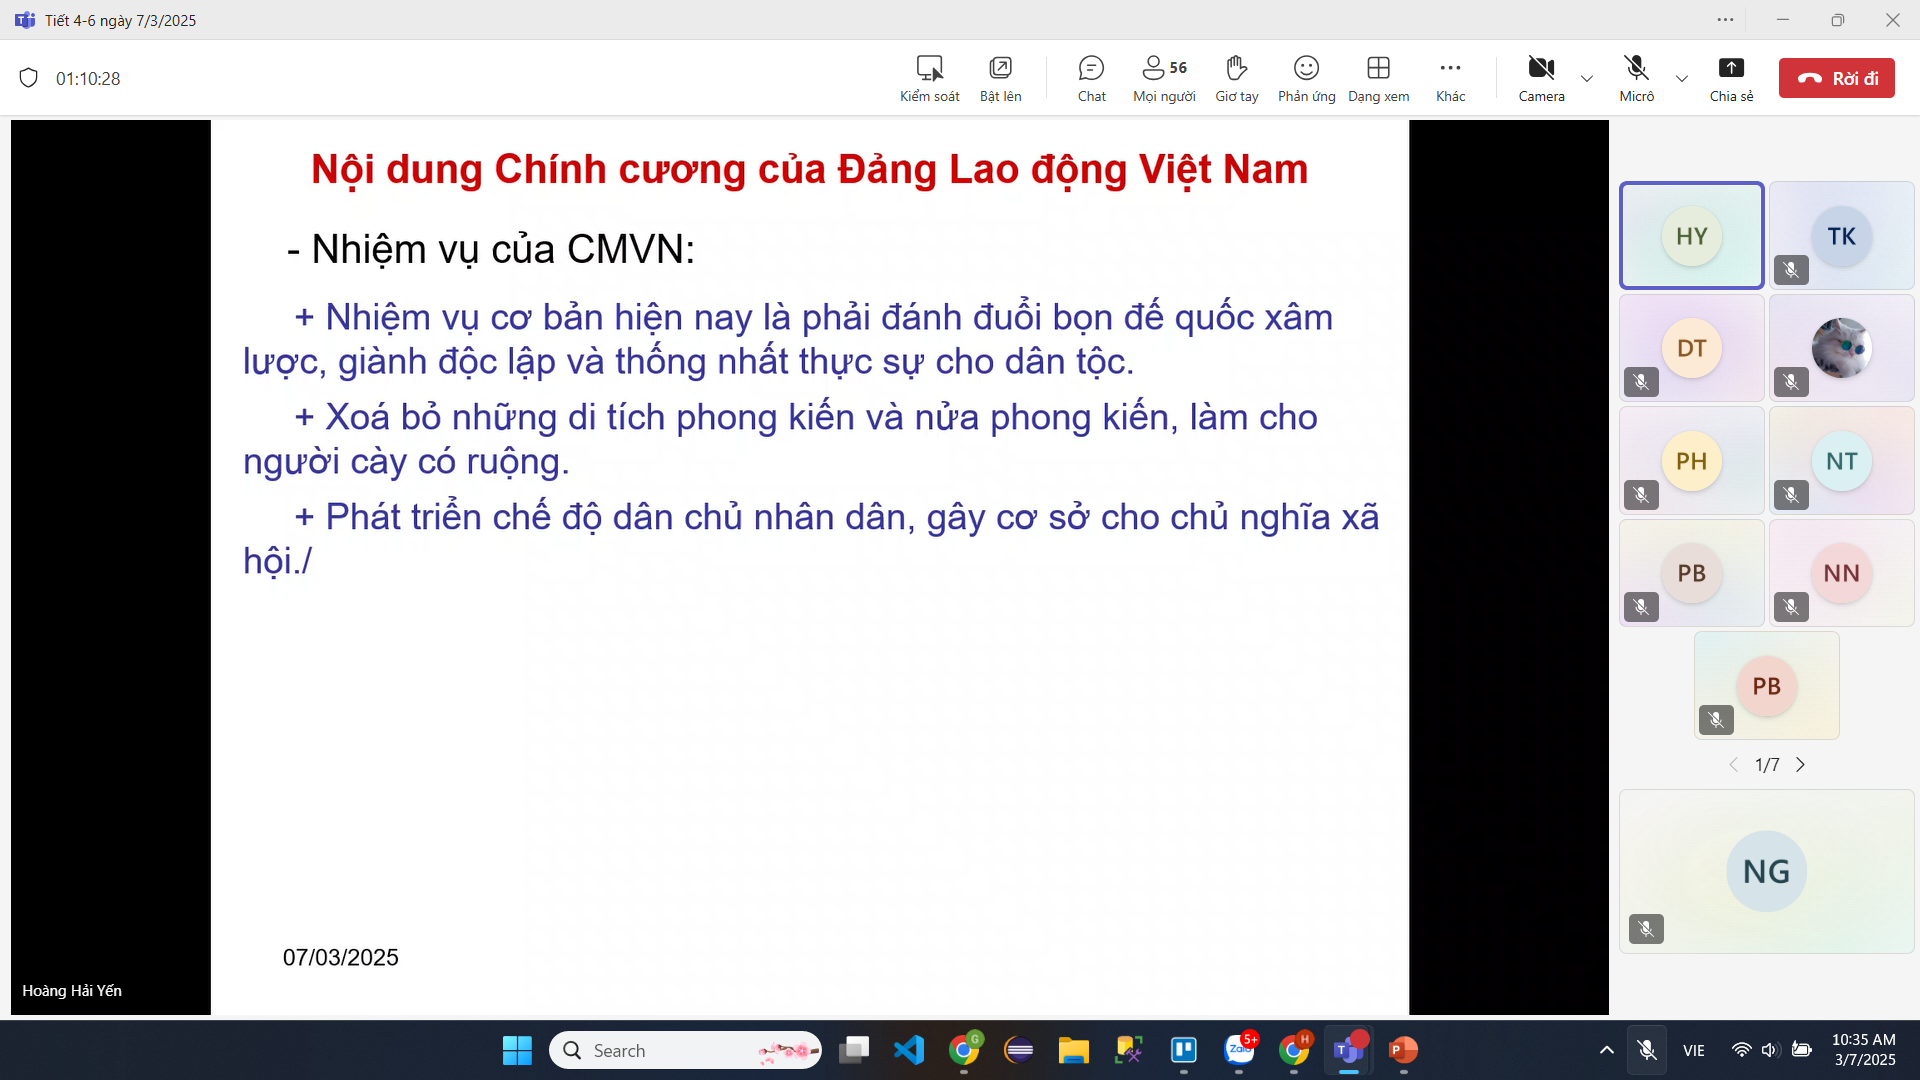 Tiết 4-6 ngày 7/3/2025
01:10:28
Kiểm soát
Bật lên
Chat
56
Mọi người
Giơ tay
Phản ứng
Dạng xem
Khác
Camera
Micrô
Chia sẻ
Rời đi
Nội dung Chính cương của Đảng Lao động Việt Nam
- Nhiệm vụ của CMVN:
+ Nhiệm vụ cơ bản hiện nay là phải đánh đuổi bọn đế quốc xâm
lược, giành độc lập và thống nhất thực sự cho dân tộc.
+ Xoá bỏ những di tích phong kiến và nửa phong kiến, làm cho
người cày có ruộng.
+ Phát triển chế độ dân chủ nhân dân, gây cơ sở cho chủ nghĩa xã
hội./
07/03/2025
Hoàng Hải Yến
HY
TK
DT
PH
NT
PB
NN
PB
1/7
NG
Search
G
Zalo
5+
H
T
P
VIE
10:35 AM
3/7/2025